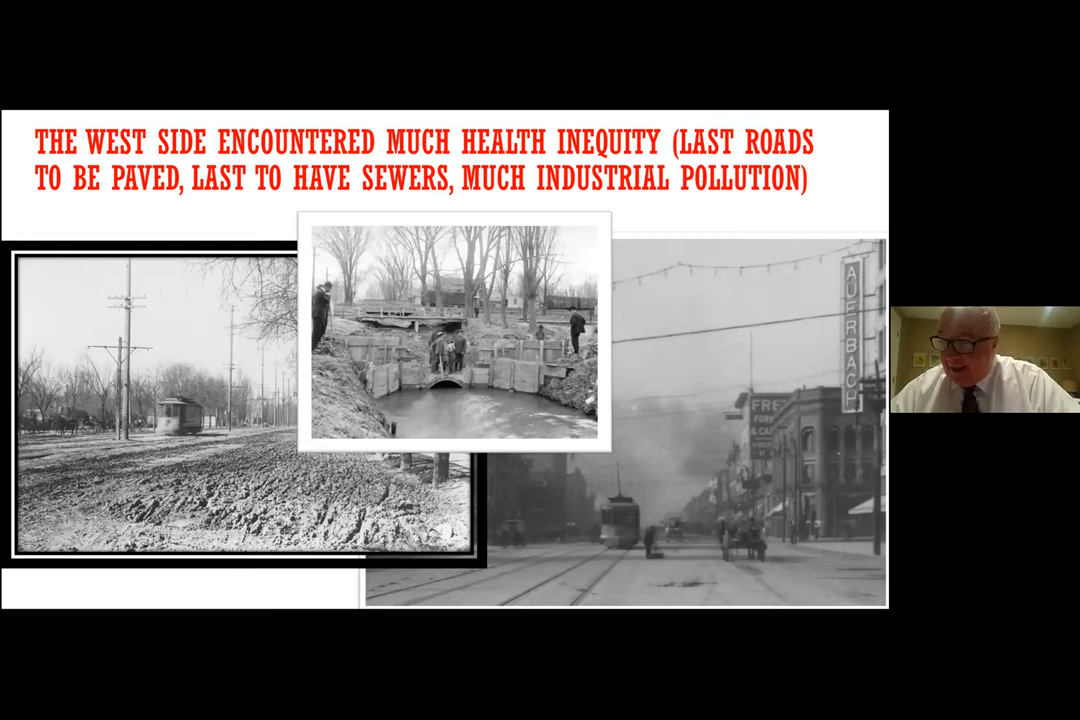 THE WEST SIDE ENCOUNTERED MUCH HEALTH INEQUITY (LAST ROADS
TO BE PAVED, LAST TO HAVE SEWERS, MUCH INDUSTRIAL POLLUTION)
AUERBACH
FRE